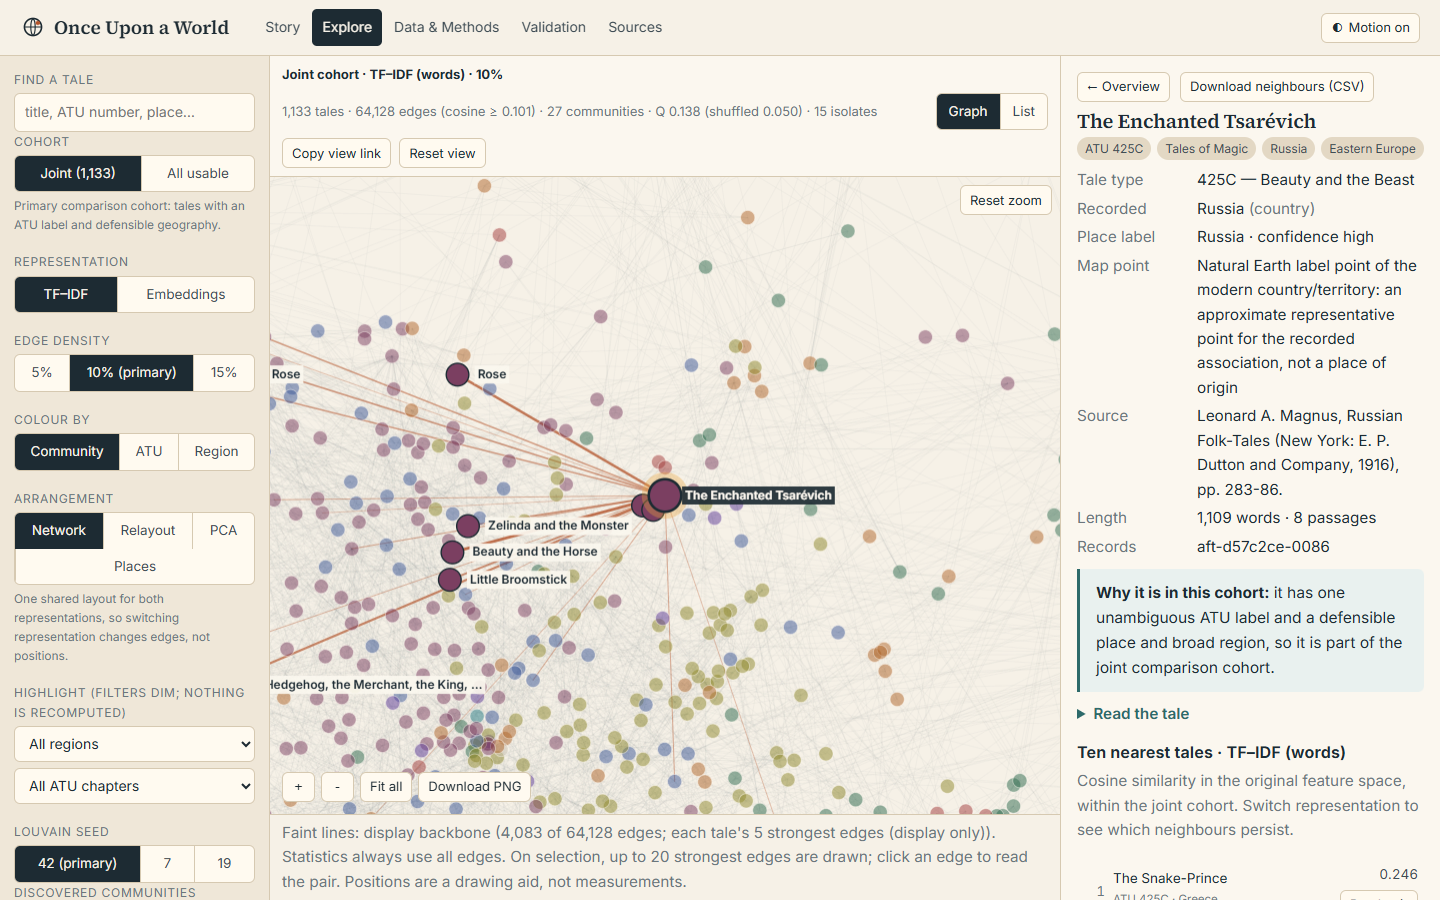 Once Upon a World
Story
Explore
Data & Methods
Validation
Sources
Motion on
FIND A TALE
title, ATU number, place...
COHORT
Joint (1,133)
All usable
Primary comparison cohort: tales with an
ATU label and defensible geography.
REPRESENTATION
TF–IDF
Embeddings
EDGE DENSITY
5%
10% (primary)
15%
COLOUR BY
Community
ATU
Region
ARRANGEMENT
Network
Relayout
PCA
Places
One shared layout for both
representations, so switching
representation changes edges, not
positions.
HIGHLIGHT (FILTERS DIM; NOTHING
IS RECOMPUTED)
All regions
All ATU chapters
LOUVAIN SEED
42 (primary)
7
19
DISCOVERED COMMUNITIES
Joint cohort · TF–IDF (words) · 10%
1,133 tales · 64,128 edges (cosine ≥ 0.101) · 27 communities · Q 0.138 (shuffled 0.050) · 15 isolates
Graph
List
Copy view link
Reset view
Reset zoom
Rose
Rose
The Enchanted Tsarévich
Zelinda and the Monster
Beauty and the Horse
Little Broomstick
Hedgehog, the Merchant, the King, ...
+
-
Fit all
Download PNG
Faint lines: display backbone (4,083 of 64,128 edges; each tale's 5 strongest edges (display only)).
Statistics always use all edges. On selection, up to 20 strongest edges are drawn; click an edge to read
the pair. Positions are a drawing aid, not measurements.
← Overview
Download neighbours (CSV)
The Enchanted Tsarévich
ATU 425C
Tales of Magic
Russia
Eastern Europe
Tale type
425C — Beauty and the Beast
Recorded
Russia (country)
Place label
Russia · confidence high
Map point
Natural Earth label point of the
modern country/territory: an
approximate representative
point for the recorded
association, not a place of
origin
Source
Leonard A. Magnus, Russian
Folk-Tales (New York: E. P.
Dutton and Company, 1916),
pp. 283-86.
Length
1,109 words · 8 passages
Records
aft-d57c2ce-0086
Why it is in this cohort: it has one
unambiguous ATU label and a defensible
place and broad region, so it is part of the
joint comparison cohort.
Read the tale
Ten nearest tales · TF–IDF (words)
Cosine similarity in the original feature space,
within the joint cohort. Switch representation to
see which neighbours persist.
1
The Snake-Prince
0.246
ATU 425C · Greece